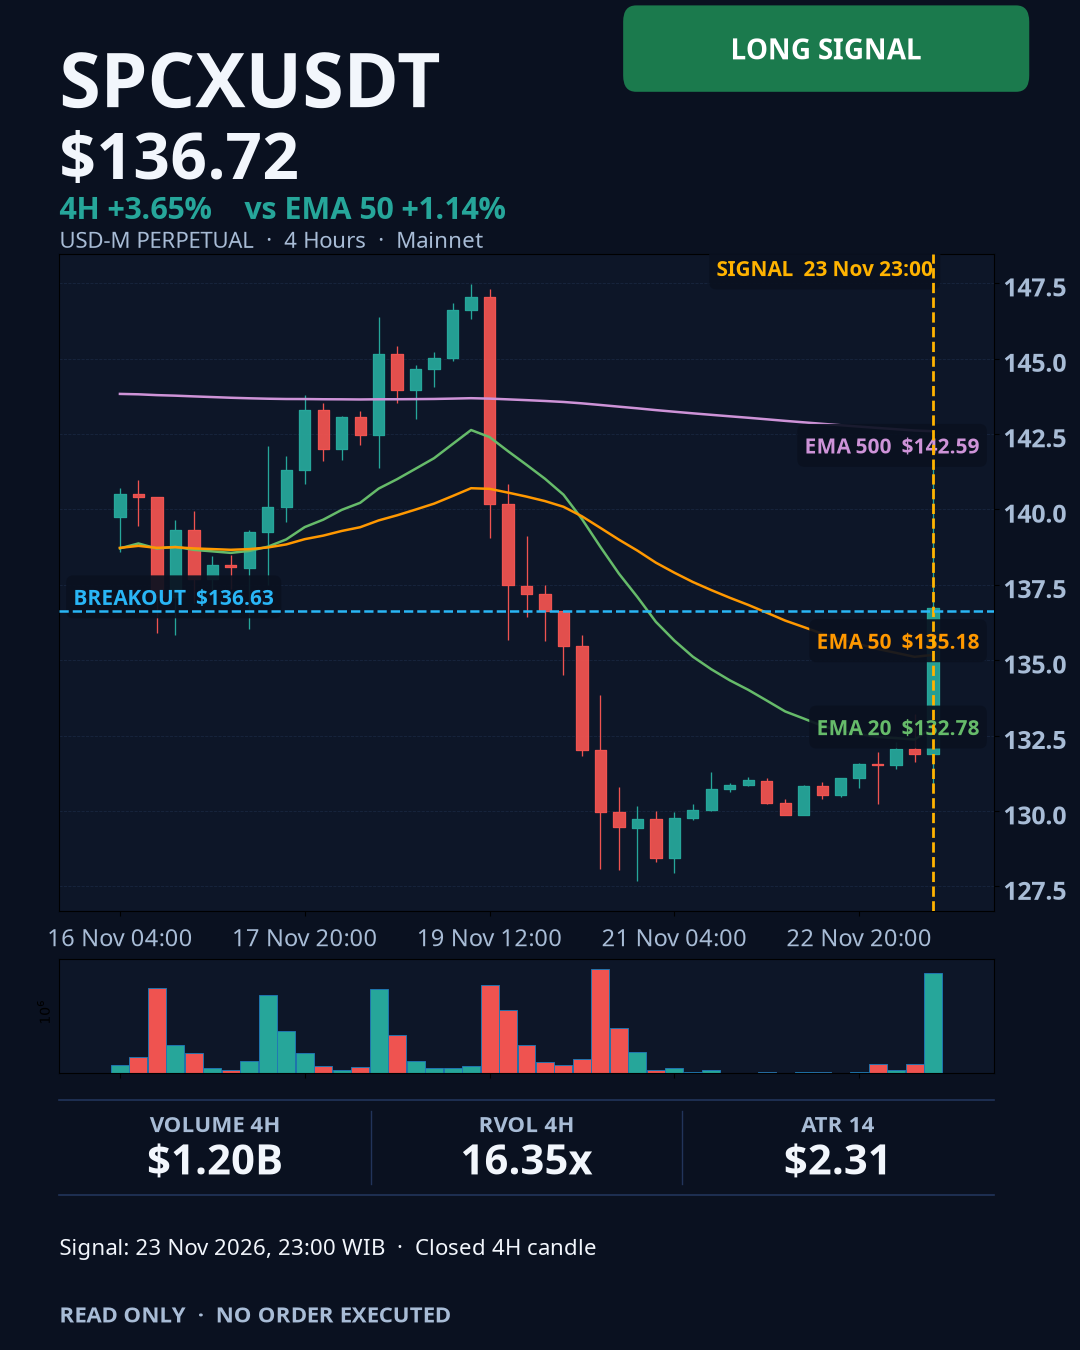 LONG SIGNAL
SPCXUSDT
$136.72
4H +3.65% vs EMA 50 +1.14%
USD-M PERPETUAL · 4 Hours · Mainnet
SIGNAL 23 Nov 23:00
147.5
145.0
142.5
EMA 500 $142.59
140.0
137.5
BREAKOUT $136.63
EMA 50 $135.18
135.0
EMA 20 $132.78
132.5
130.0
127.5
16 Nov 04:00 17 Nov 20:00 19 Nov 12:00 21 Nov 04:00 22 Nov 20:00
10⁶
VOLUME 4H RVOL 4H ATR 14
$1.20B 16.35x $2.31
Signal: 23 Nov 2026, 23:00 WIB · Closed 4H candle
READ ONLY · NO ORDER EXECUTED